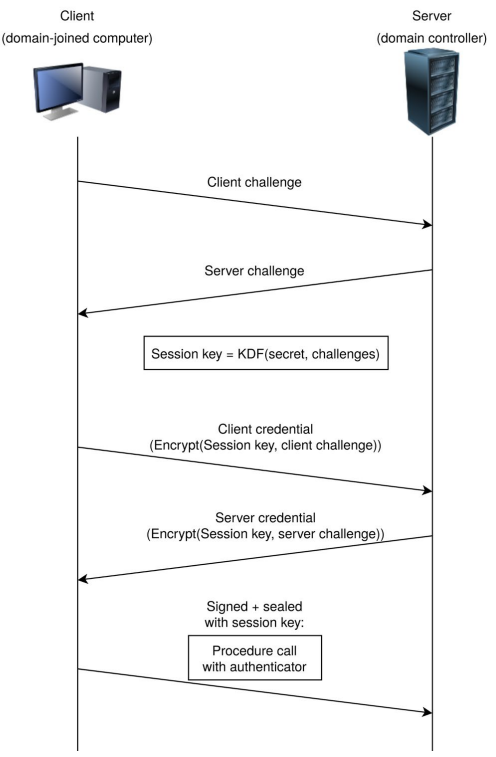 Client
(domain-joined computer)
Server
(domain controller)
Client challenge
Server challenge
Session key = KDF(secret, challenges)
Client credential
(Encrypt(Session key, client challenge))
Server credential
(Encrypt(Session key, server challenge))
Signed + sealed
with session key:
Procedure call
with authenticator